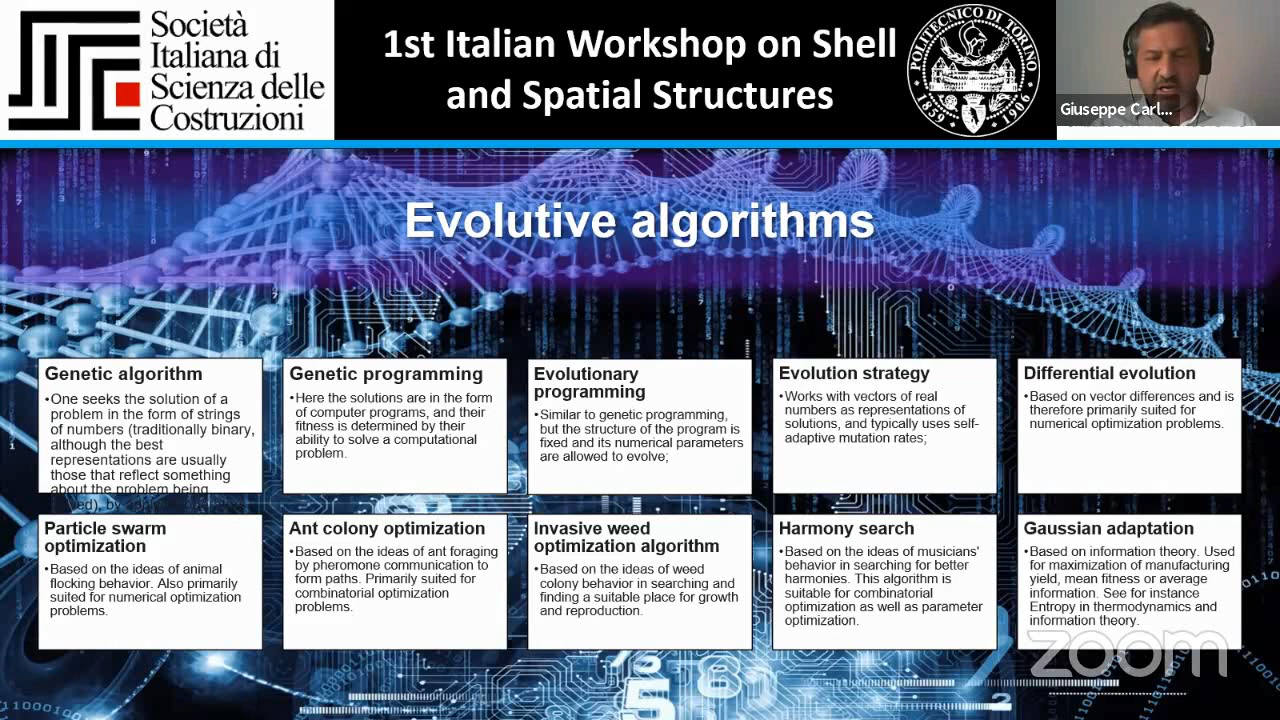 Società
Italiana di
Scienza delle
Costruzioni
1st Italian Workshop on Shell
and Spatial Structures
POLITECNICO DI TORINO
1859
1906
Giuseppe Carl...
Evolutive algorithms
Genetic algorithm
•One seeks the solution of a
problem in the form of strings
of numbers (traditionally binary,
although the best
representations are usually
those that reflect something
about the problem being
Genetic programming
•Here the solutions are in the form
of computer programs, and their
fitness is determined by their
ability to solve a computational
problem.
Evolutionary
programming
•Similar to genetic programming,
but the structure of the program is
fixed and its numerical parameters
are allowed to evolve;
Evolution strategy
•Works with vectors of real
numbers as representations of
solutions, and typically uses self-
adaptive mutation rates;
Differential evolution
•Based on vector differences and is
therefore primarily suited for
numerical optimization problems.
Particle swarm
optimization
•Based on the ideas of animal
flocking behavior. Also primarily
suited for numerical optimization
problems.
Ant colony optimization
•Based on the ideas of ant foraging
by pheromone communication to
form paths. Primarily suited for
combinatorial optimization
problems.
Invasive weed
optimization algorithm
•Based on the ideas of weed
colony behavior in searching and
finding a suitable place for growth
and reproduction.
Harmony search
•Based on the ideas of musicians'
behavior in searching for better
harmonies. This algorithm is
suitable for combinatorial
optimization as well as parameter
optimization.
Gaussian adaptation
•Based on information theory. Used
for maximization of manufacturing
yield, mean fitness or average
information. See for instance
Entropy in thermodynamics and
information theory.
zoom